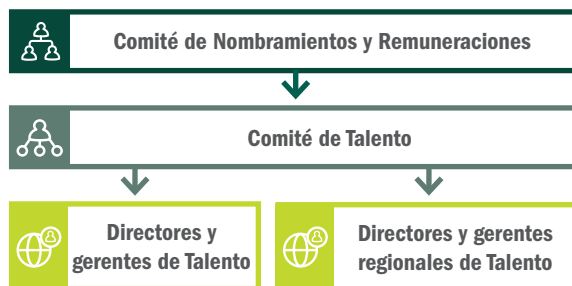 Comité de Nombramientos y Remuneraciones
Comité de Talento
Directores y
gerentes de Talento
Directores y gerentes
regionales de Talento